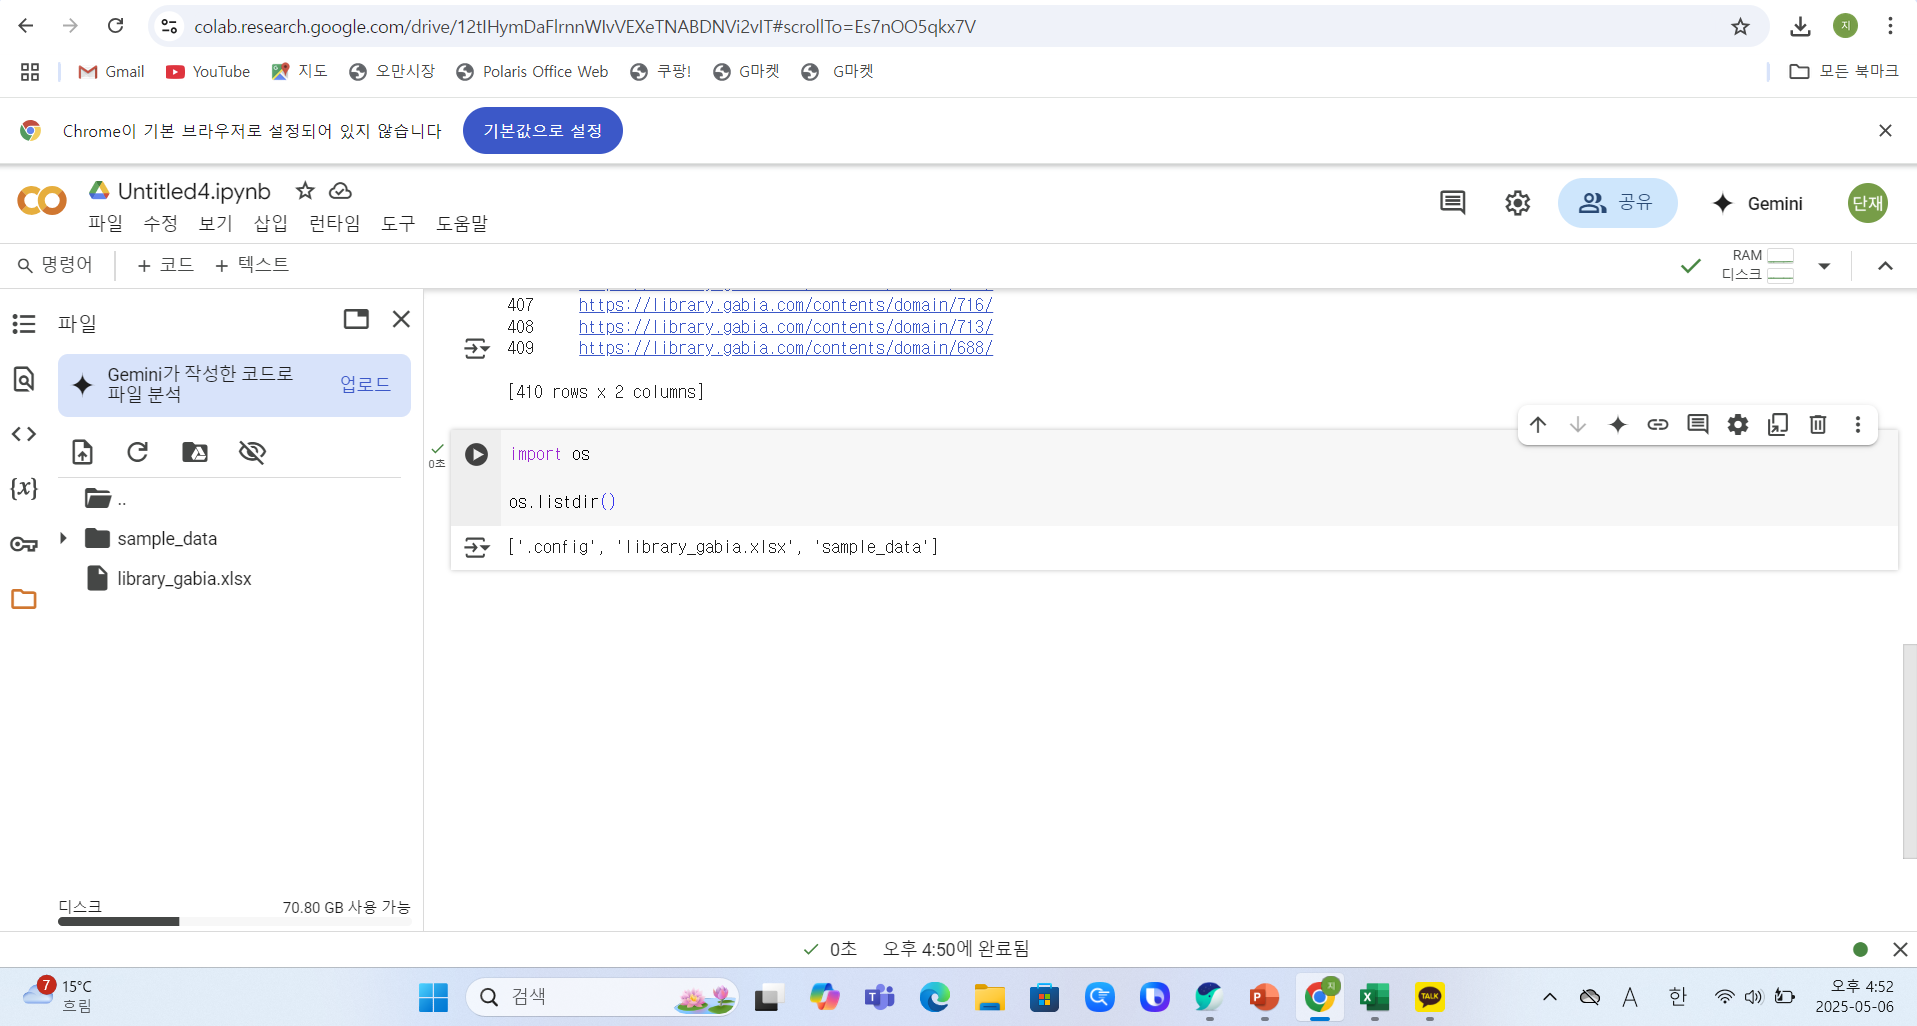 colab.research.google.com/drive/12tIHymDaFlrnnWIvVEXeTNABDNVi2vIT#scrollTo=Es7nOO5qkx7V
지
Gmail YouTube 지도 오만시장 Polaris Office Web 쿠팡! G마켓 G마켓 모든 북마크
Chrome이 기본 브라우저로 설정되어 있지 않습니다 기본값으로 설정
Untitled4.ipynb
파일 수정 보기 삽입 런타임 도구 도움말
공유 Gemini 단재
명령어 + 코드 + 텍스트
RAM
디스크
파일
Gemini가 작성한 코드로
파일 분석
업로드
..
sample_data
library_gabia.xlsx
디스크 70.80 GB 사용 가능
407 https://library.gabia.com/contents/domain/716/
408 https://library.gabia.com/contents/domain/713/
409 https://library.gabia.com/contents/domain/688/
[410 rows x 2 columns]
0초
import os
os.listdir()
['.config', 'library_gabia.xlsx', 'sample_data']
0초 오후 4:50에 완료됨
7
15°C
흐림
검색
지
TALK
A 한
오후 4:52
2025-05-06